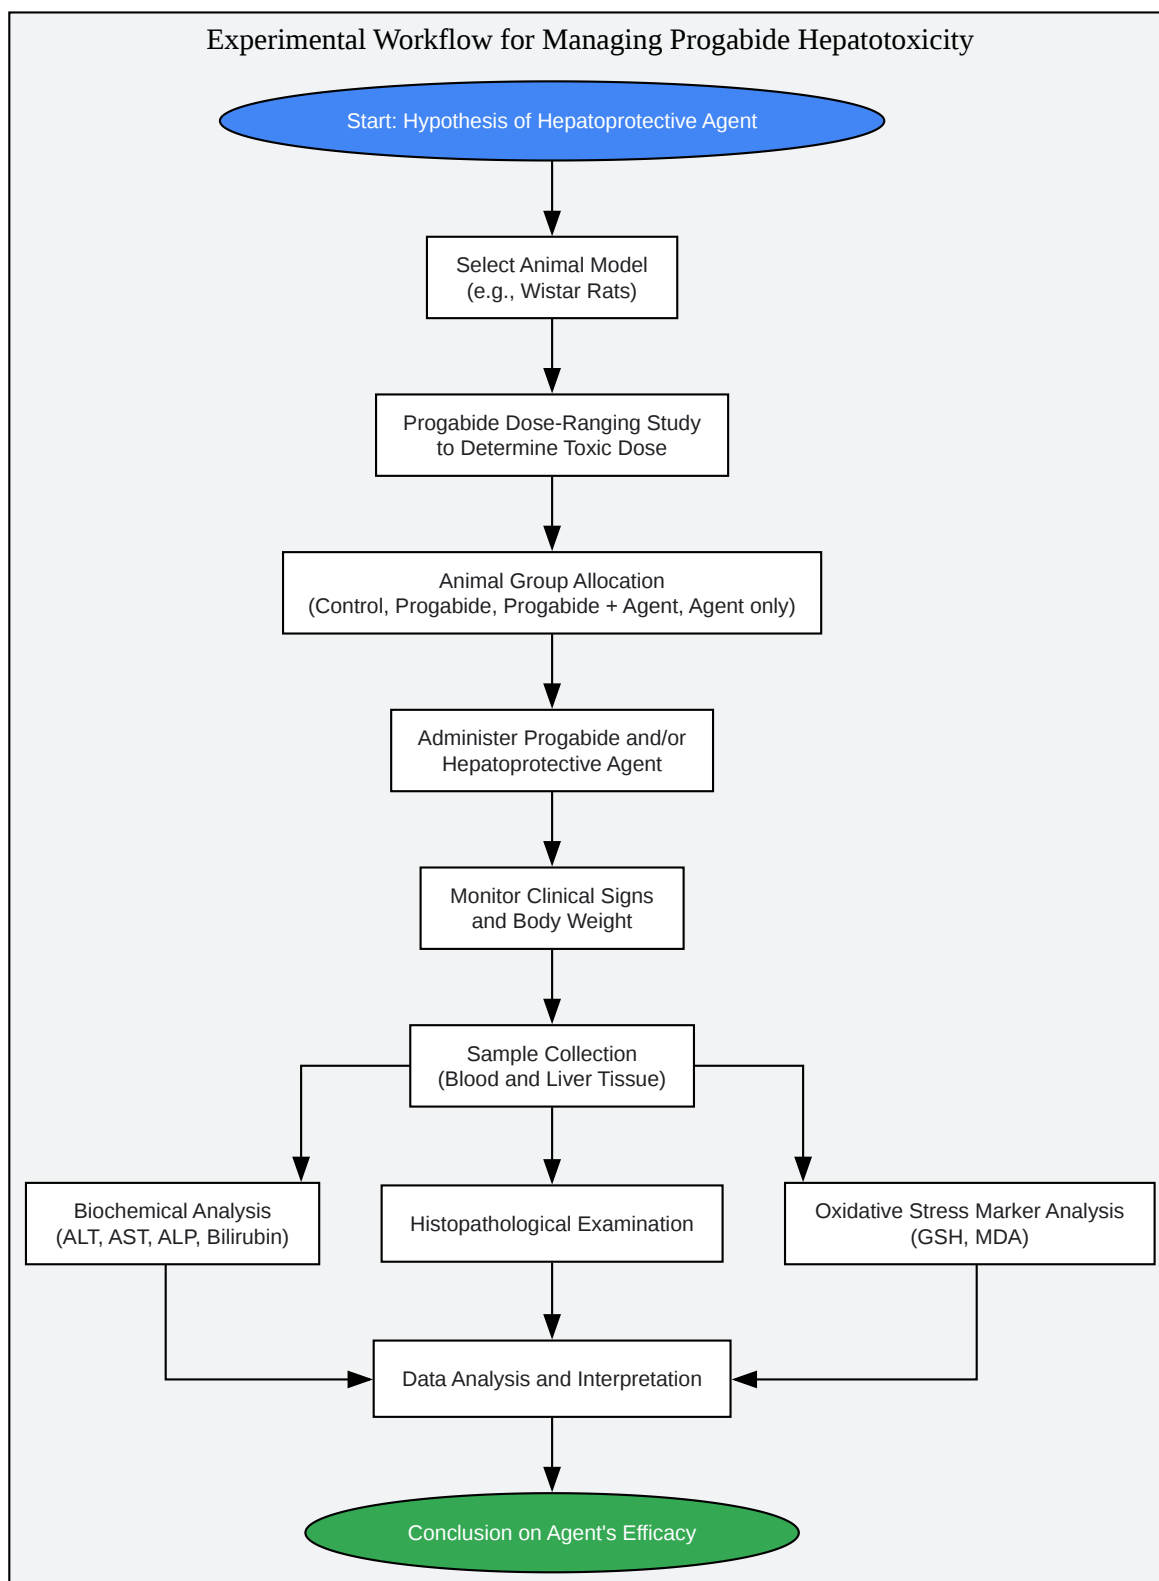 Experimental Workflow for Managing Progabide Hepatotoxicity
Start: Hypothesis of Hepatoprotective Agent
Select Animal Model
(e.g., Wistar Rats)
Progabide Dose-Ranging Study
to Determine Toxic Dose
Animal Group Allocation
(Control, Progabide, Progabide + Agent, Agent only)
Administer Progabide and/or
Hepatoprotective Agent
Monitor Clinical Signs
and Body Weight
Sample Collection
(Blood and Liver Tissue)
Biochemical Analysis
(ALT, AST, ALP, Bilirubin)
Histopathological Examination
Oxidative Stress Marker Analysis
(GSH, MDA)
Data Analysis and Interpretation
Conclusion on Agent's Efficacy